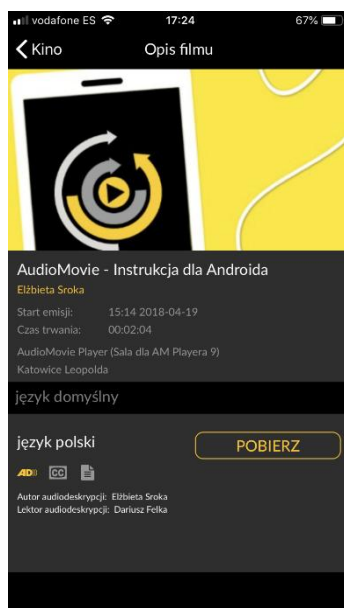 vodafone ES 17:24 67%
Kino Opis filmu
AudioMovie - Instrukcja dla Androida
Elżbieta Sroka
Start emisji: 15:14 2018-04-19
Czas trwania: 00:02:04
AudioMovie Player (Sala dla AM Playera 9)
Katowice Leopolda
język domyślny
język polski POBIERZ
AD CC
Autor audiodeskrypcji: Elżbieta Sroka
Lektor audiodeskrypcji: Dariusz Felka